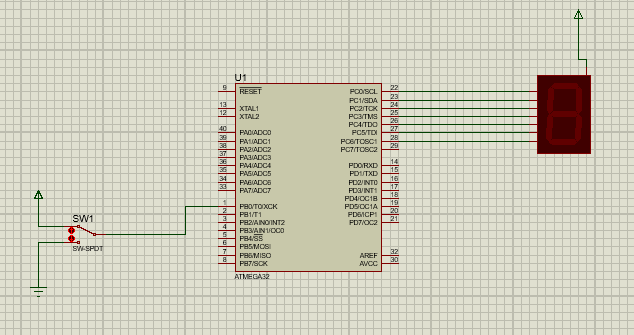 U1
9 RESET
13 XTAL1
12 XTAL2
40 PA0/ADC0
39 PA1/ADC1
38 PA2/ADC2
37 PA3/ADC3
36 PA4/ADC4
35 PA5/ADC5
34 PA6/ADC6
33 PA7/ADC7
1 PB0/T0/XCK
2 PB1/T1
3 PB2/AIN0/INT2
4 PB3/AIN1/OC0
5 PB4/SS
6 PB5/MOSI
7 PB6/MISO
8 PB7/SCK
PC0/SCL 22
PC1/SDA 23
PC2/TCK 24
PC3/TMS 25
PC4/TDO 26
PC5/TDI 27
PC6/TOSC1 28
PC7/TOSC2 29
PD0/RXD 14
PD1/TXD 15
PD2/INT0 16
PD3/INT1 17
PD4/OC1B 18
PD5/OC1A 19
PD6/ICP1 20
PD7/OC2 21
AREF 32
AVCC 30
ATMEGA32
SW1
SW-SPDT